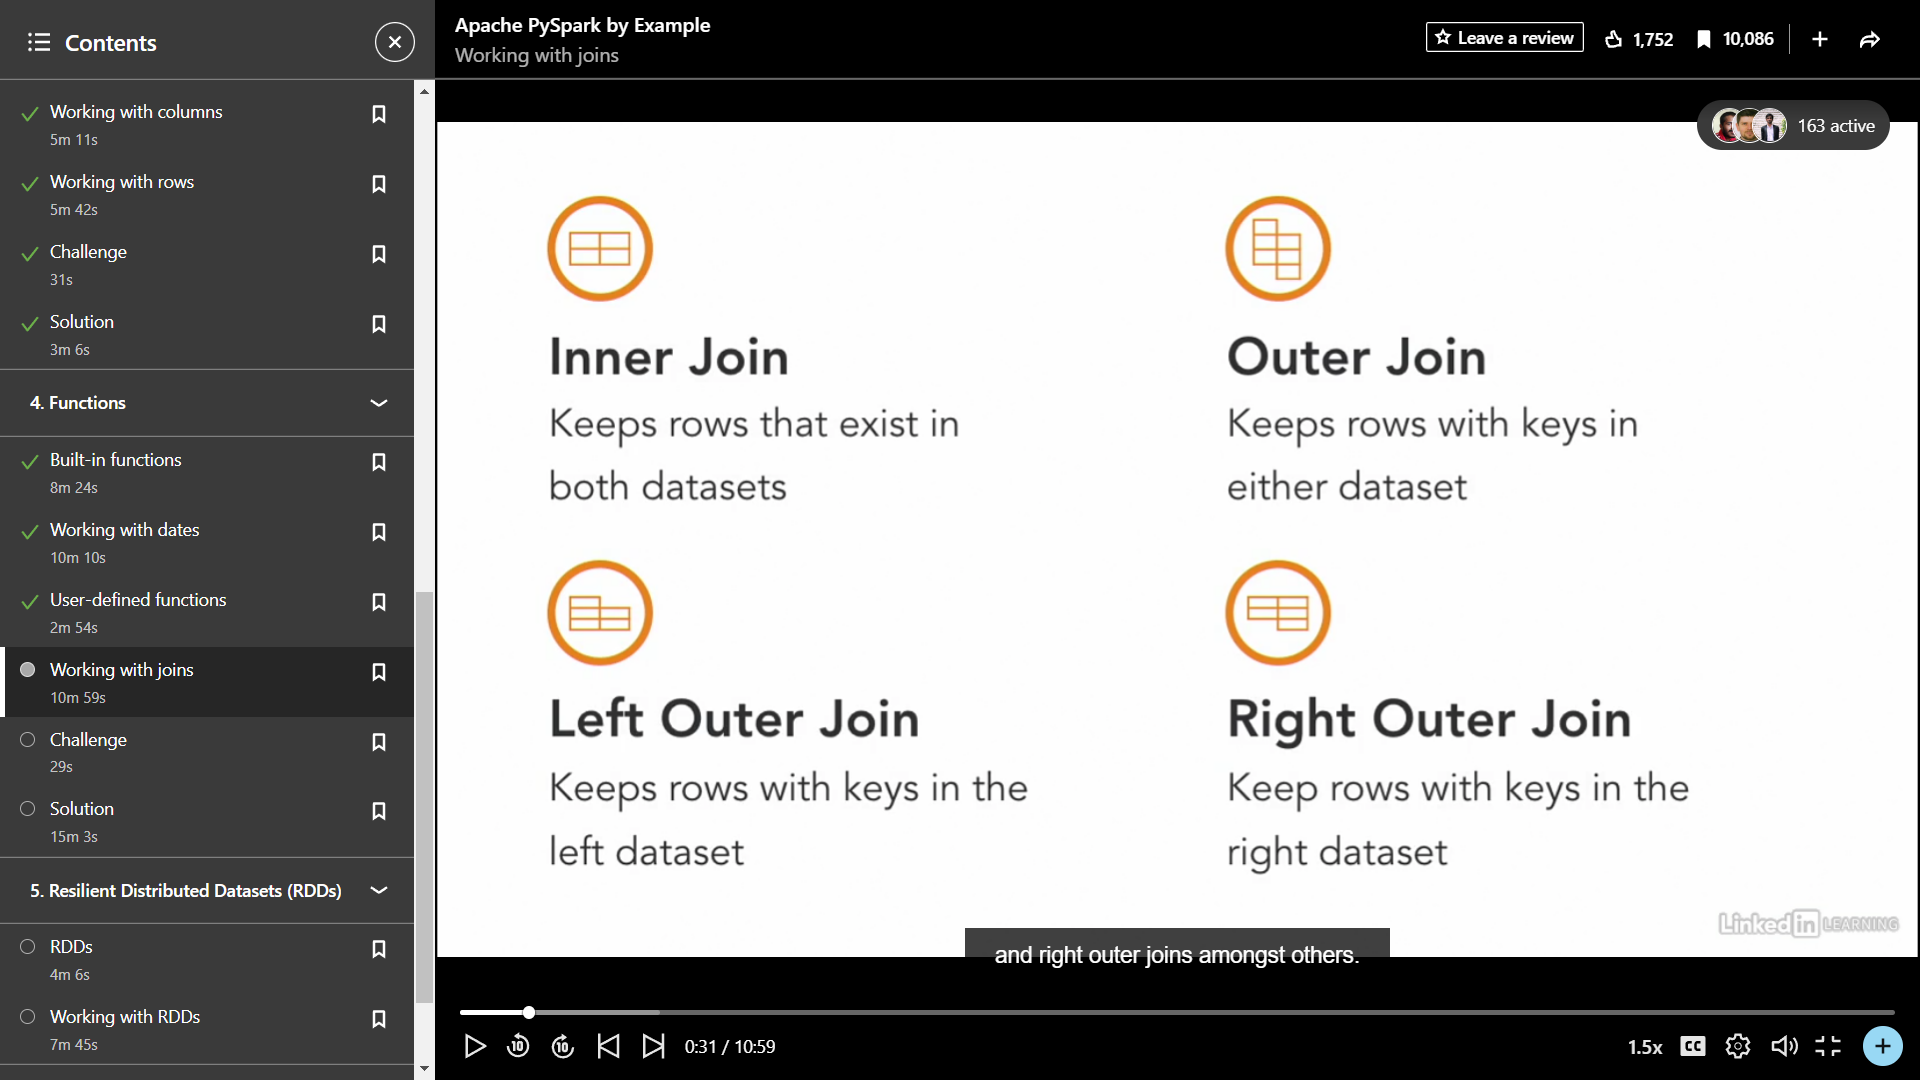 Contents
Working with columns
5m 11s
Working with rows
5m 42s
Challenge
31s
Solution
3m 6s
4. Functions
Built-in functions
8m 24s
Working with dates
10m 10s
User-defined functions
2m 54s
Working with joins
10m 59s
Challenge
29s
Solution
15m 3s
5. Resilient Distributed Datasets (RDDs)
RDDs
4m 6s
Working with RDDs
7m 45s
Apache PySpark by Example
Working with joins
Leave a review
1,752
10,086
163 active
Inner Join
Keeps rows that exist in
both datasets
Outer Join
Keeps rows with keys in
either dataset
Left Outer Join
Keeps rows with keys in the
left dataset
Right Outer Join
Keep rows with keys in the
right dataset
LinkedIn LEARNING
and right outer joins amongst others.
10
10
0:31 / 10:59
1.5x
CC